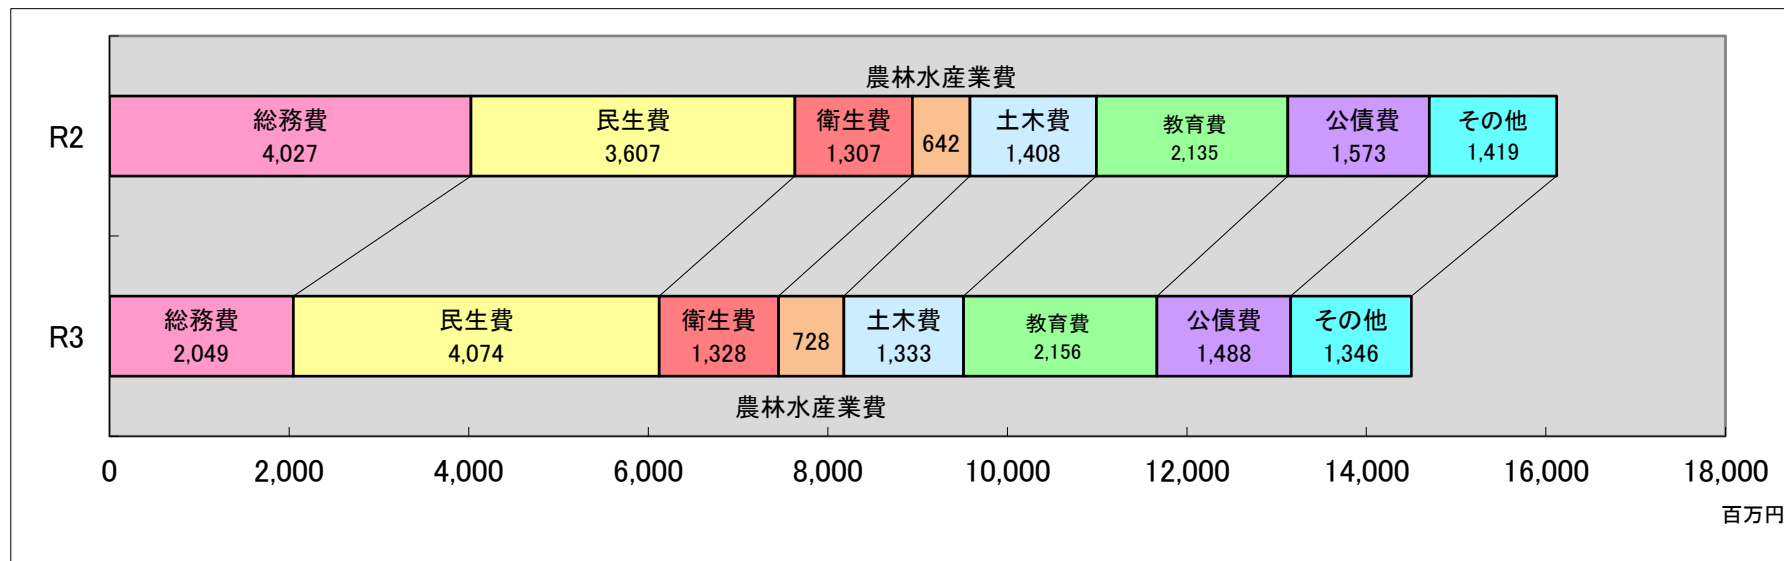 農林水産業費
R2
総務費
4,027
民生費
3,607
衛生費
1,307
642
土木費
1,408
教育費
2,135
公債費
1,573
その他
1,419
R3
総務費
2,049
民生費
4,074
衛生費
1,328
728
土木費
1,333
教育費
2,156
公債費
1,488
その他
1,346
農林水産業費
0 2,000 4,000 6,000 8,000 10,000 12,000 14,000 16,000 18,000
百万円